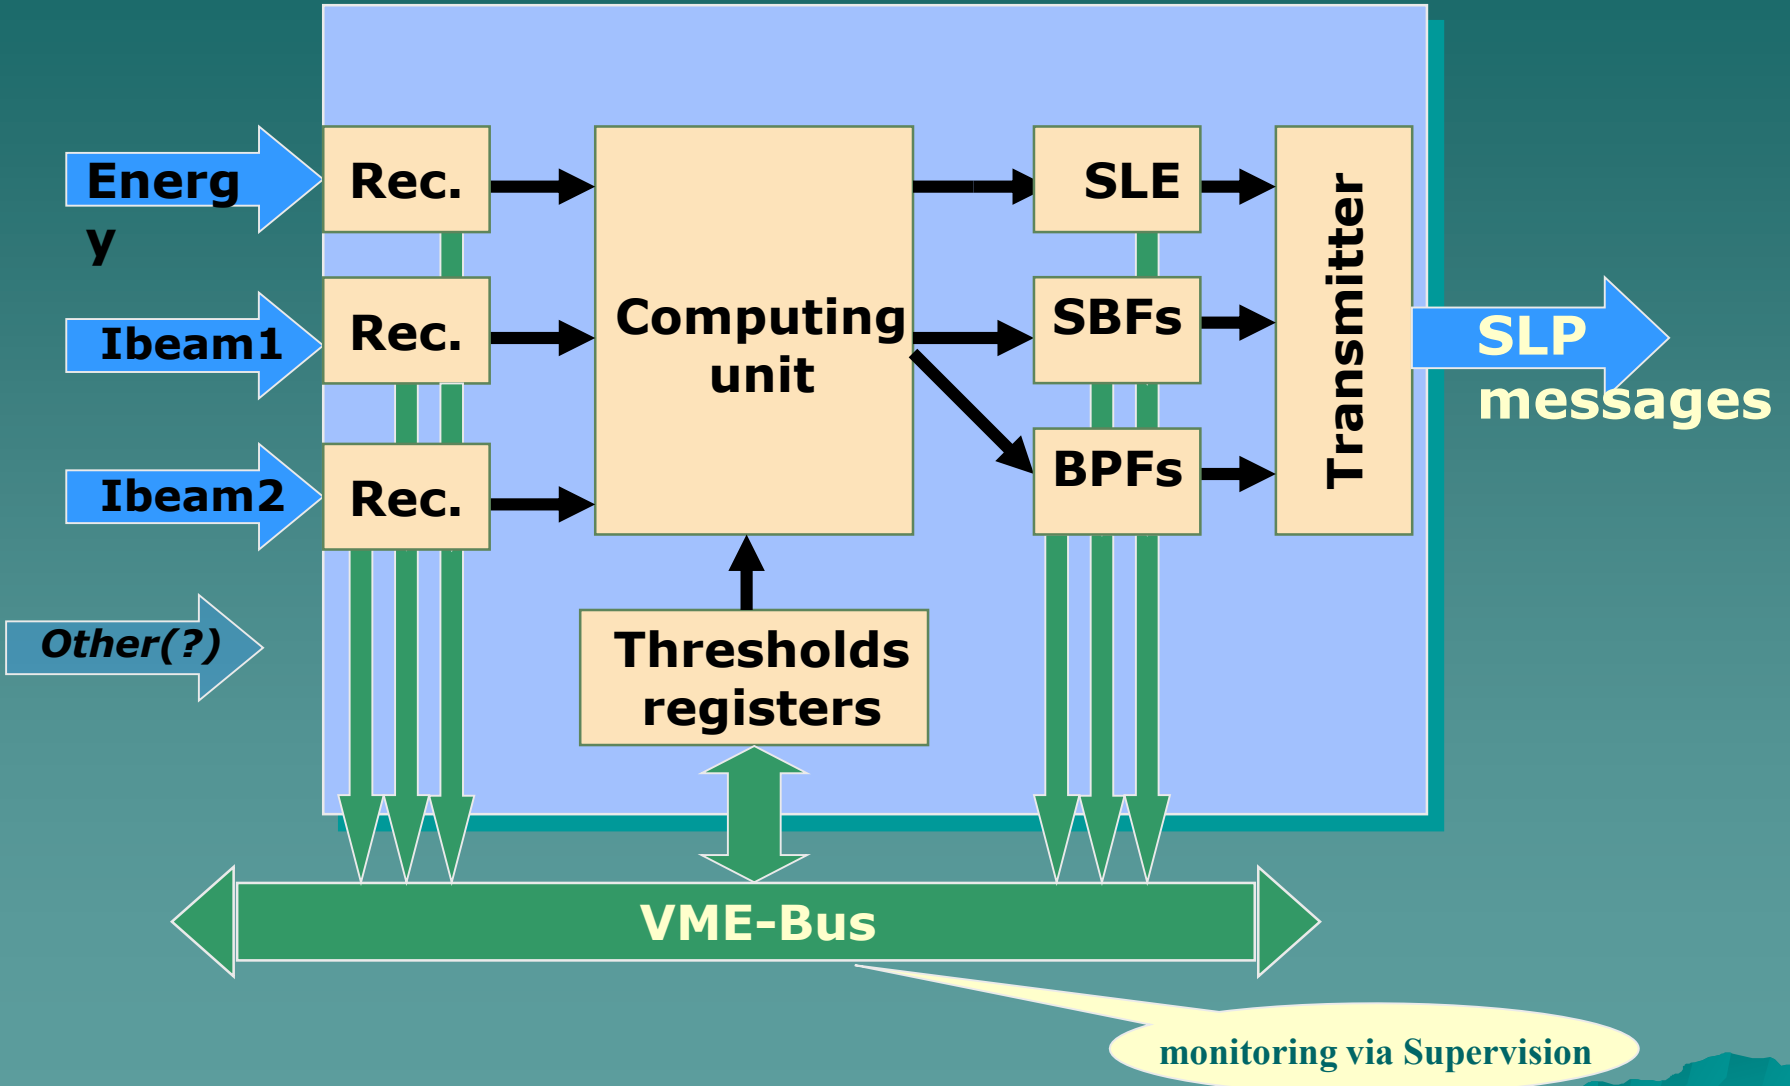 Energ
y
Rec.
SLE
Ibeam1
Rec.
Computing
unit
SBFs
Transmitter
SLP
messages
Ibeam2
Rec.
BPFs
Other(?)
Thresholds
registers
VME-Bus
monitoring via Supervision